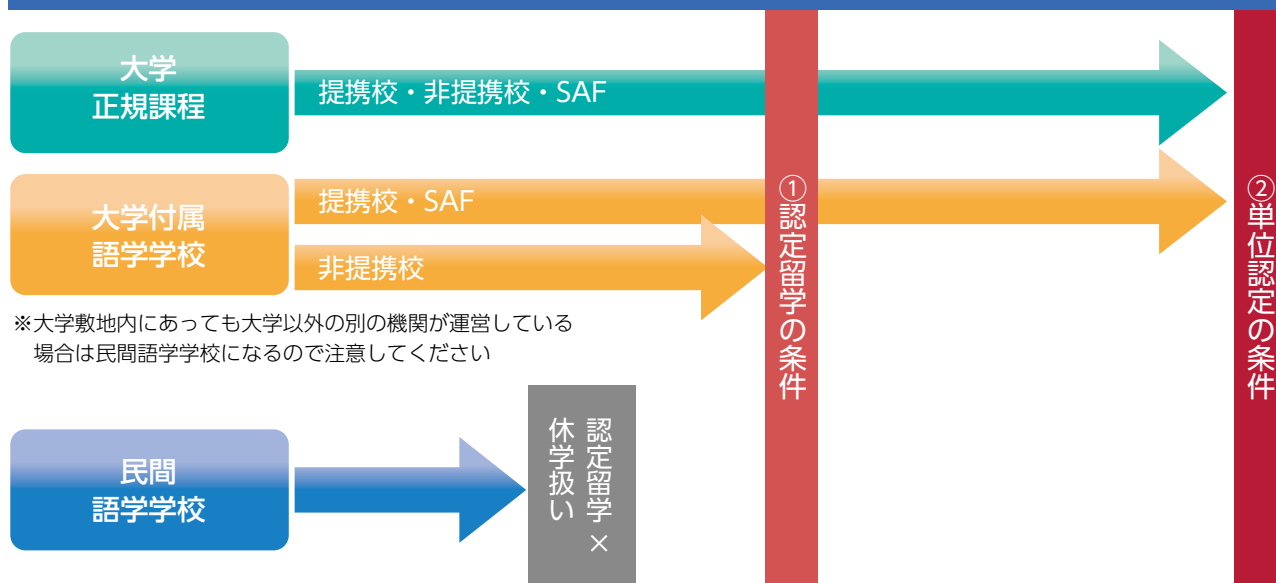 大学
正規課程
提携校・非提携校・SAF
大学付属
語学学校
提携校・SAF
非提携校
※大学敷地内にあっても大学以外の別の機関が運営している
場合は民間語学学校になるので注意してください
民間
語学学校
認定留学×
休学扱い
①認定留学の条件
②単位認定の条件